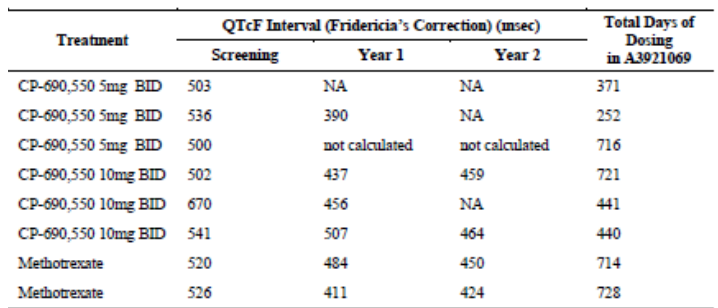 Treatment QTcF Interval (Fridericia's Correction) (msec) Total Days of Dosing in A3921069
Screening Year 1 Year 2
CP-690,550 5mg BID 503 NA NA 371
CP-690,550 5mg BID 536 390 NA 252
CP-690,550 5mg BID 500 not calculated not calculated 716
CP-690,550 10mg BID 502 437 459 721
CP-690,550 10mg BID 670 456 NA 441
CP-690,550 10mg BID 541 507 464 440
Methotrexate 520 484 450 714
Methotrexate 526 411 424 728